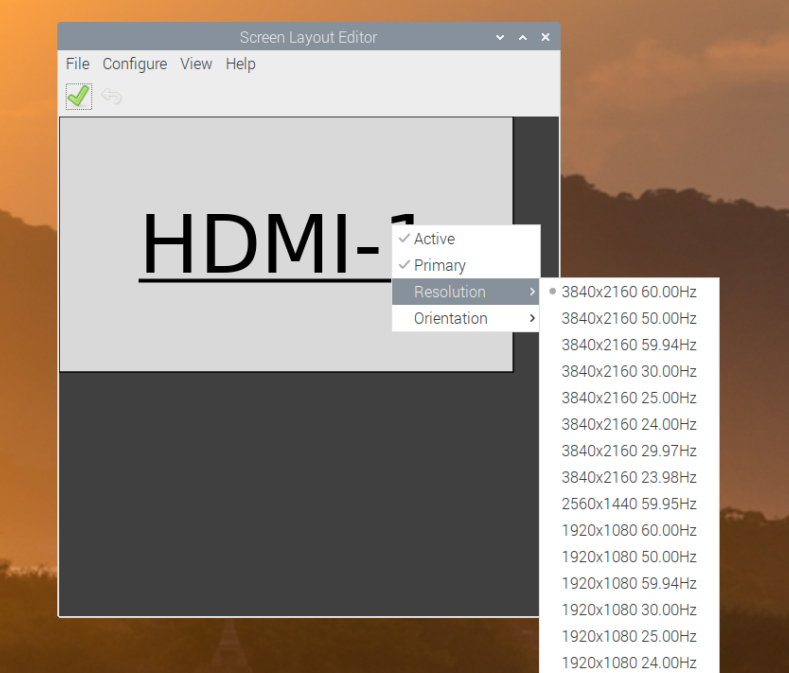 Screen Layout Editor
File Configure View Help
HDMI-1
Active
Primary
Resolution
Orientation
3840x2160 60.00Hz
3840x2160 50.00Hz
3840x2160 59.94Hz
3840x2160 30.00Hz
3840x2160 25.00Hz
3840x2160 24.00Hz
3840x2160 29.97Hz
3840x2160 23.98Hz
2560x1440 59.95Hz
1920x1080 60.00Hz
1920x1080 50.00Hz
1920x1080 59.94Hz
1920x1080 30.00Hz
1920x1080 25.00Hz
1920x1080 24.00Hz